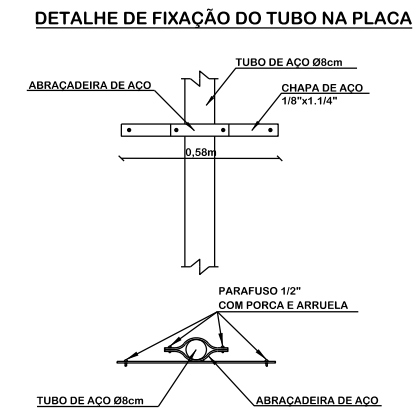 DETALHE DE FIXAÇÃO DO TUBO NA PLACA
TUBO DE AÇO Ø8cm
ABRAÇADEIRA DE AÇO
CHAPA DE AÇO
1/8"x1.1/4"
0,58m
PARAFUSO 1/2"
COM PORCA E ARRUELA
TUBO DE AÇO Ø8cm
ABRAÇADEIRA DE AÇO